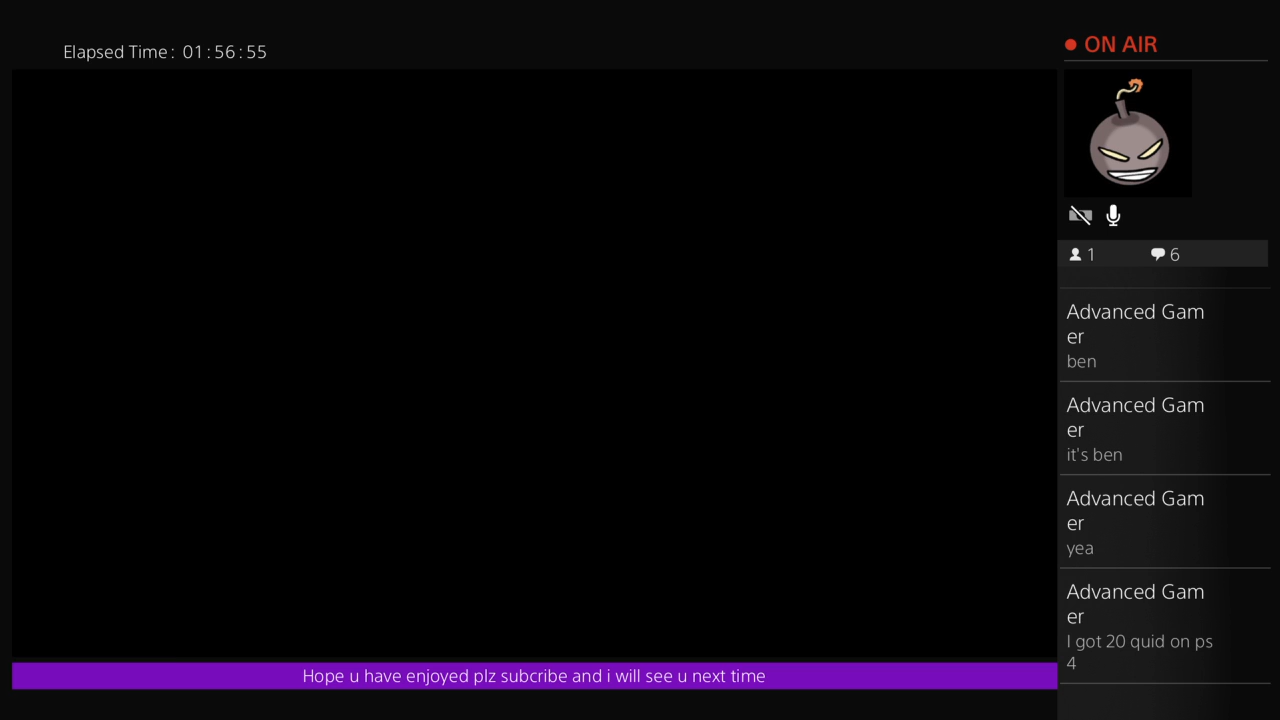 Elapsed Time: 01:56:55
ON AIR
1 6
Advanced Gam
er
ben
Advanced Gam
er
it's ben
Advanced Gam
er
yea
Advanced Gam
er
I got 20 quid on ps
4
Hope u have enjoyed plz subcribe and i will see u next time